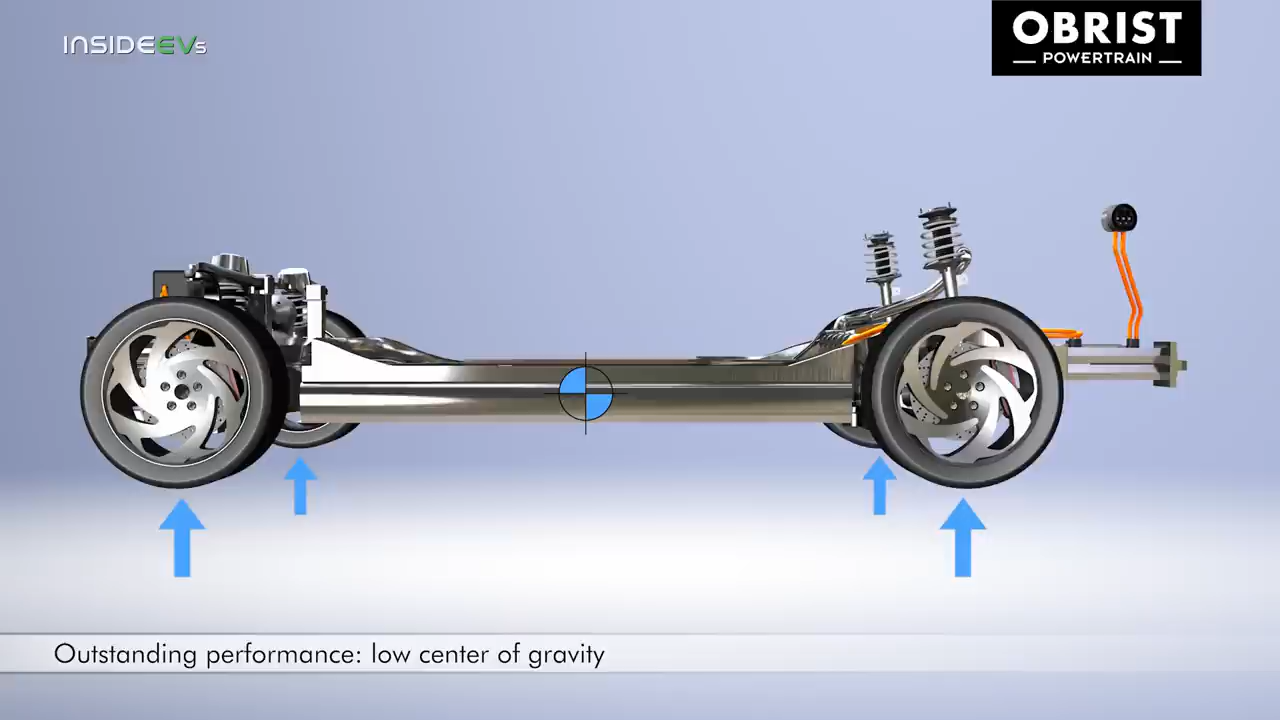 INSIDEEVs
OBRIST
POWERTRAIN
Outstanding performance: low center of gravity